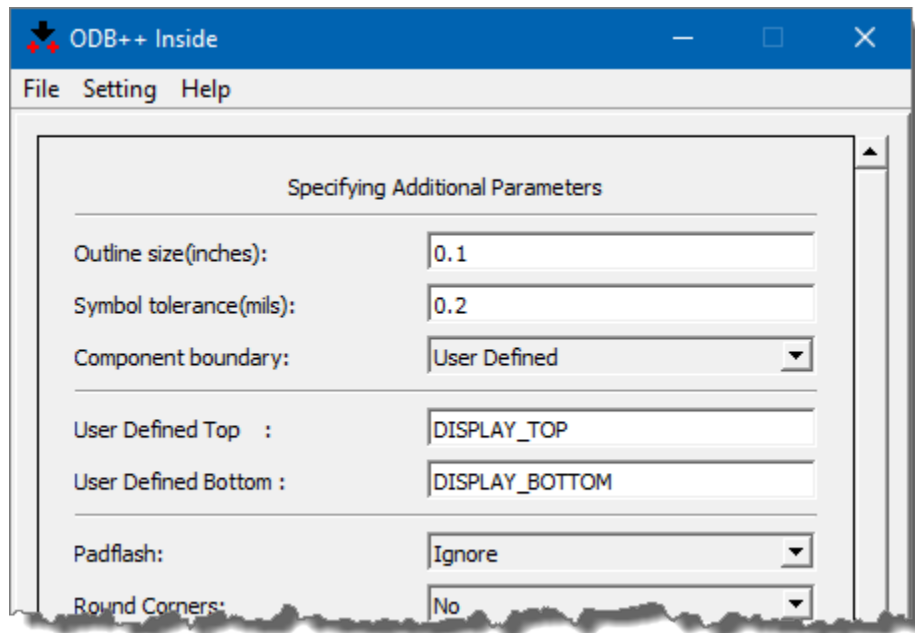 ODB++ Inside
File Setting Help
Specifying Additional Parameters
Outline size(inches): 0.1
Symbol tolerance(mils): 0.2
Component boundary: User Defined
User Defined Top : DISPLAY_TOP
User Defined Bottom : DISPLAY_BOTTOM
Padflash: Ignore
Round Corners: No